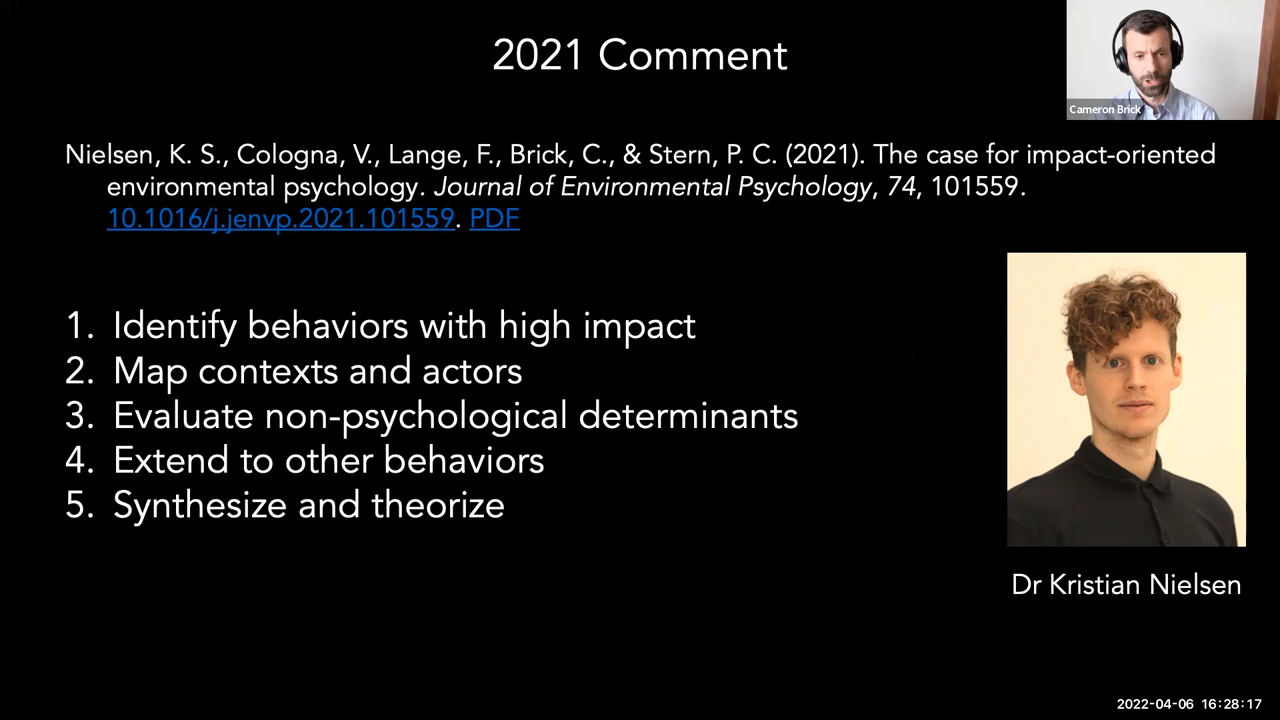 2021 Comment
Cameron Brick
Nielsen, K. S., Cologna, V., Lange, F., Brick, C., & Stern, P. C. (2021). The case for impact-oriented
environmental psychology. Journal of Environmental Psychology, 74, 101559.
10.1016/j.jenvp.2021.101559. PDF
1. Identify behaviors with high impact
2. Map contexts and actors
3. Evaluate non-psychological determinants
4. Extend to other behaviors
5. Synthesize and theorize
Dr Kristian Nielsen
2022-04-06 16:28:17